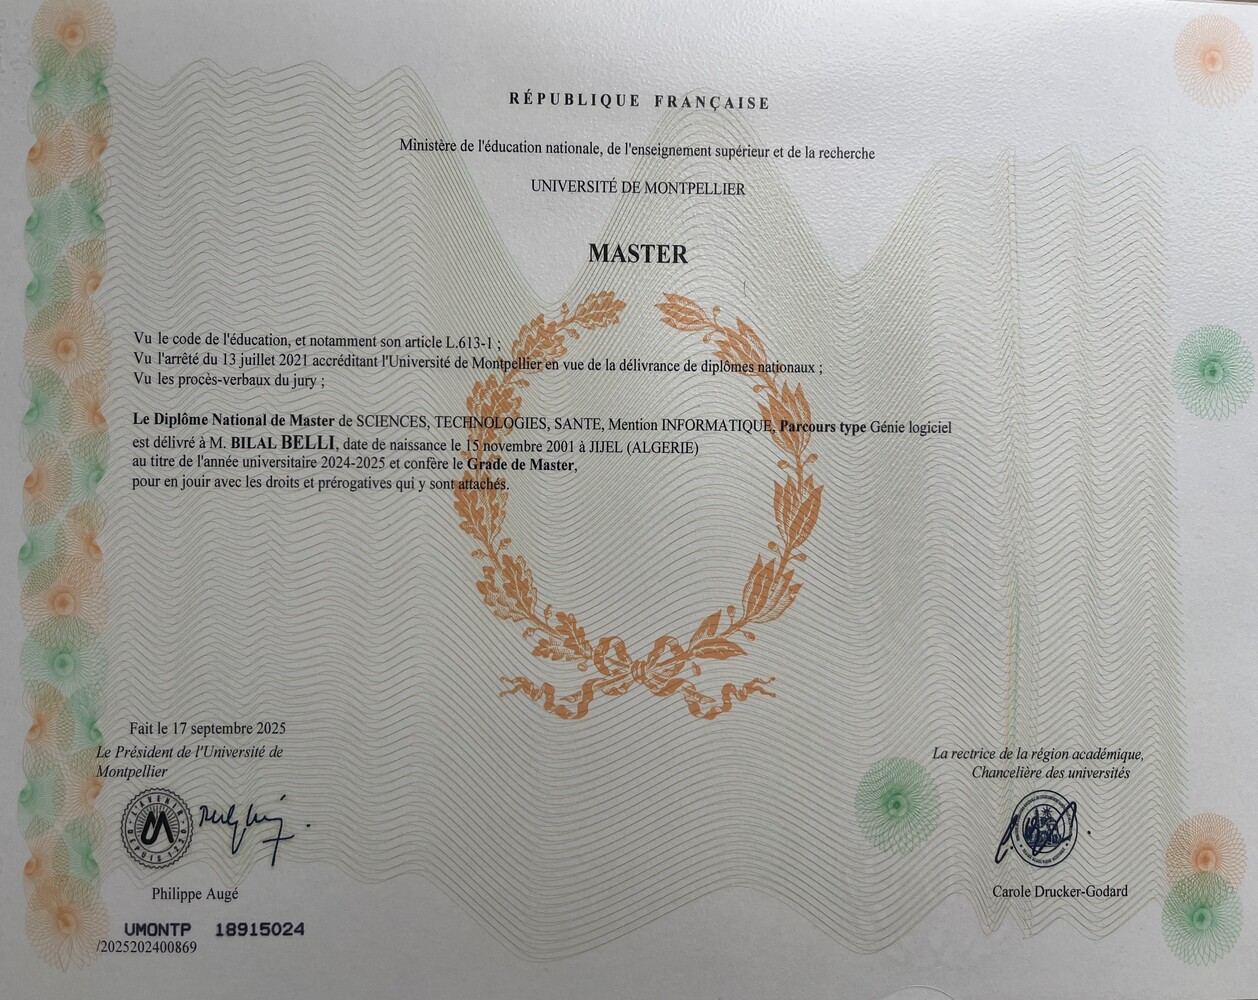 RÉPUBLIQUE FRANÇAISE
Ministère de l'éducation nationale, de l'enseignement supérieur et de la recherche
UNIVERSITÉ DE MONTPELLIER
MASTER
Vu le code de l'éducation, et notamment son article L.613-1 ;
Vu l'arrêté du 13 juillet 2021 accréditant l'Université de Montpellier en vue de la délivrance de diplômes nationaux ;
Vu les procès-verbaux du jury ;
Le Diplôme National de Master de SCIENCES, TECHNOLOGIES, SANTE, Mention INFORMATIQUE, Parcours type Génie logiciel
est délivré à M. BILAL BELLI, date de naissance le 15 novembre 2001 à JIJEL (ALGERIE)
au titre de l'année universitaire 2024-2025 et confère le Grade de Master,
pour en jouir avec les droits et prérogatives qui y sont attachés.
Fait le 17 septembre 2025
Le Président de l'Université de
Montpellier
L'AVENIR DEPUIS
Philippe Augé
UMONTP 18915024
/2025202400869
La rectrice de la région académique,
Chancelière des universités
Carole Drucker-Godard